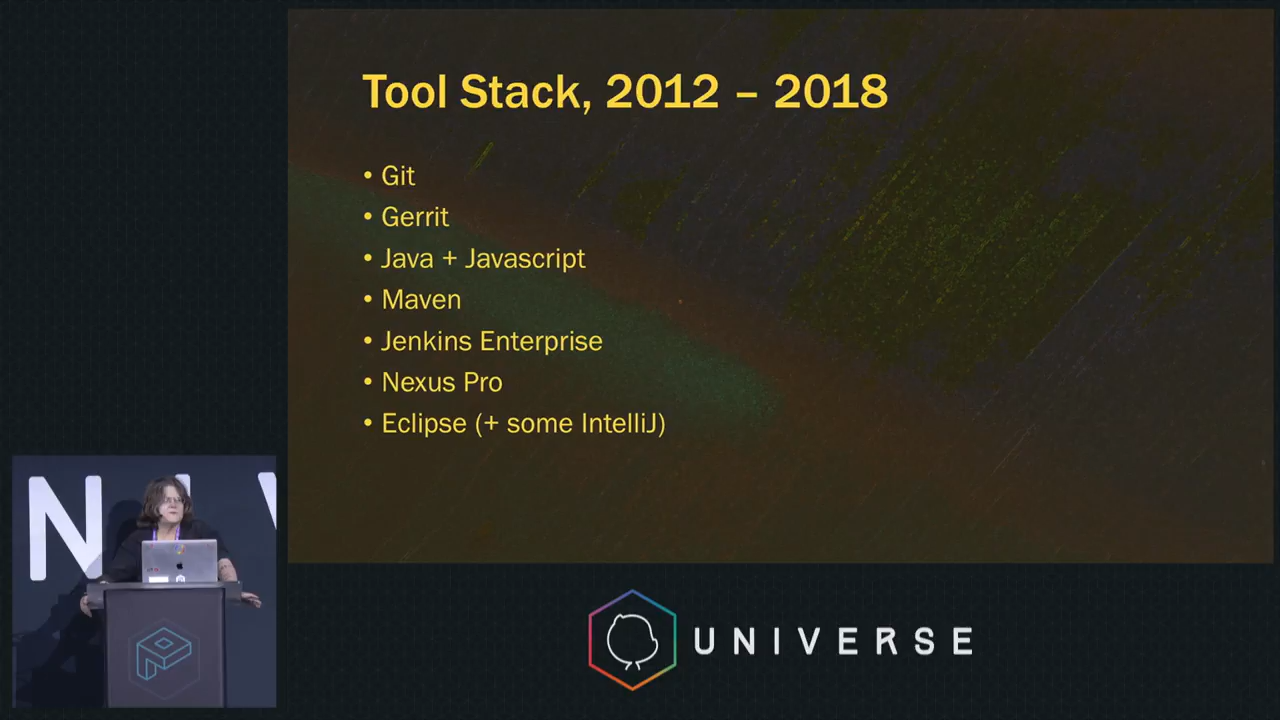 Tool Stack, 2012 – 2018
• Git
• Gerrit
• Java + Javascript
• Maven
• Jenkins Enterprise
• Nexus Pro
• Eclipse (+ some IntelliJ)
N I V
UNIVERSE